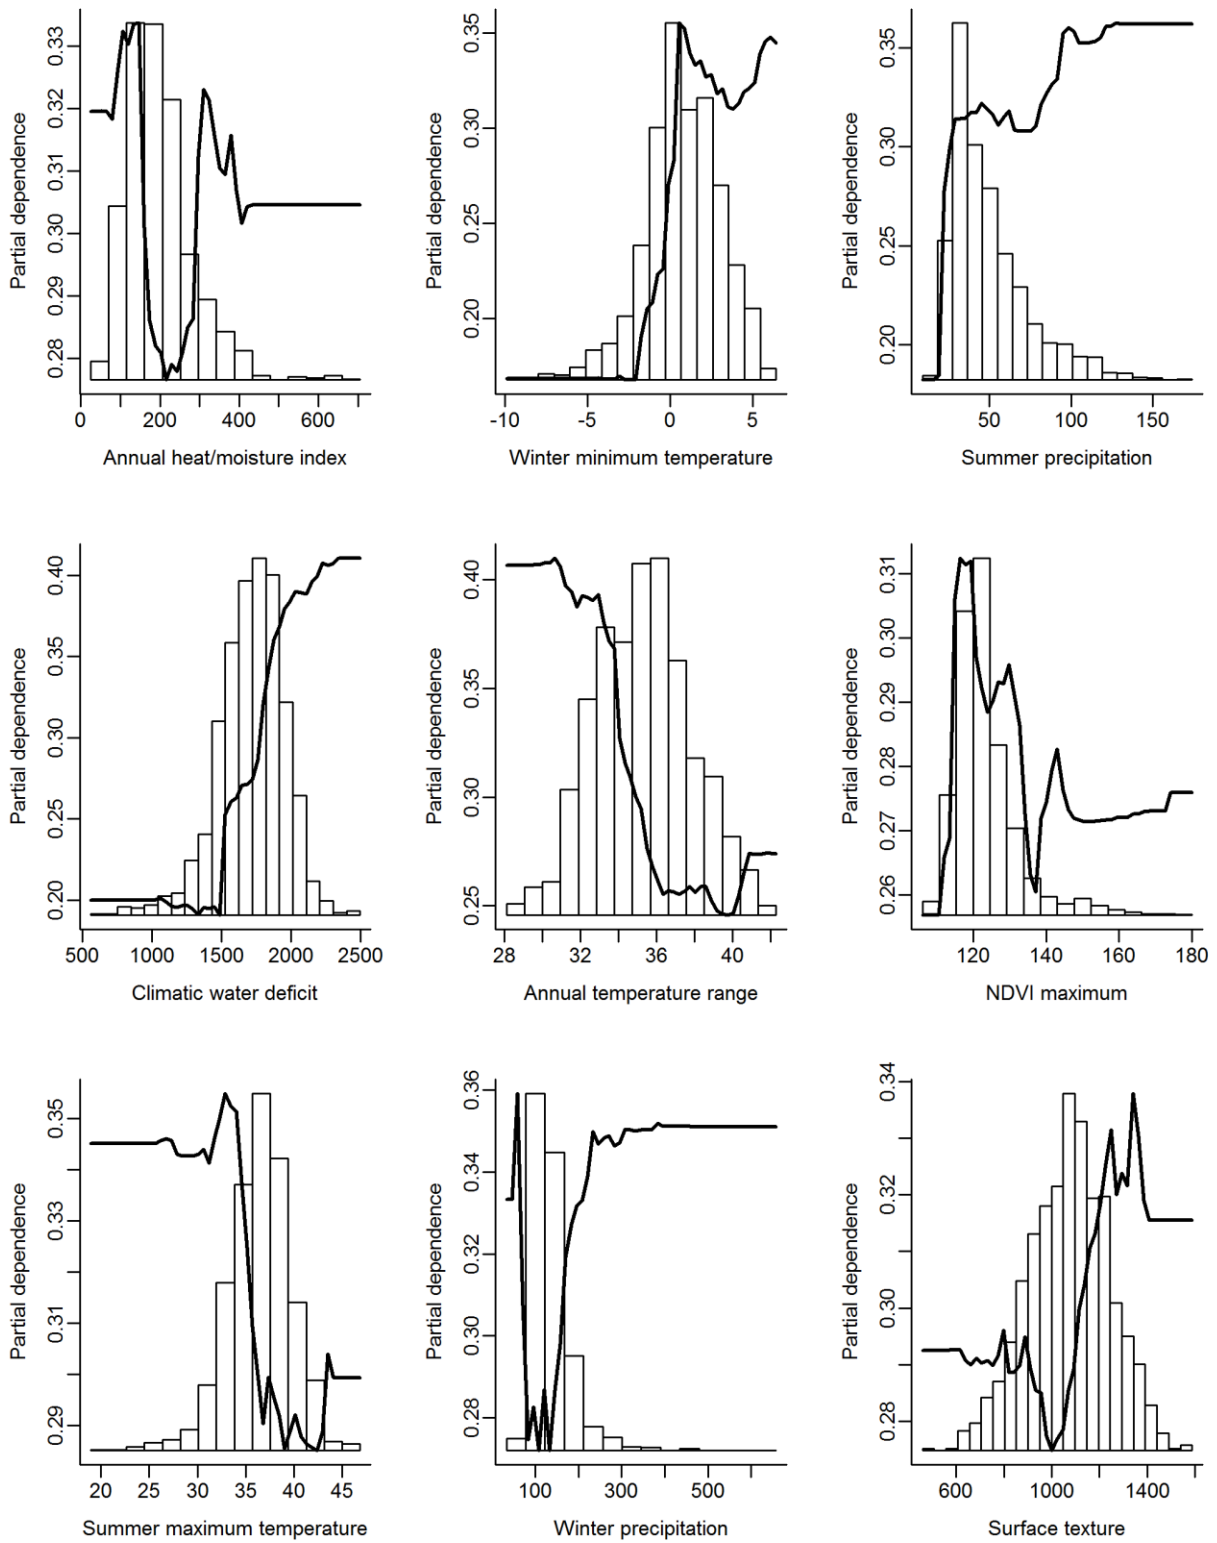 Partial dependence
0.28 0.29 0.30 0.31 0.32 0.33
0 200 400 600
Annual heat/moisture index
Partial dependence
0.20 0.25 0.30 0.35
-10 -5 0 5
Winter minimum temperature
Partial dependence
0.20 0.25 0.30 0.35
50 100 150
Summer precipitation
Partial dependence
0.20 0.25 0.30 0.35 0.40
500 1000 1500 2000 2500
Climatic water deficit
Partial dependence
0.25 0.30 0.35 0.40
28 32 36 40
Annual temperature range
Partial dependence
0.26 0.27 0.28 0.29 0.30 0.31
120 140 160 180
NDVI maximum
Partial dependence
0.29 0.31 0.33 0.35
20 25 30 35 40 45
Summer maximum temperature
Partial dependence
0.28 0.30 0.32 0.34 0.36
100 300 500
Winter precipitation
Partial dependence
0.28 0.30 0.32 0.34
600 1000 1400
Surface texture